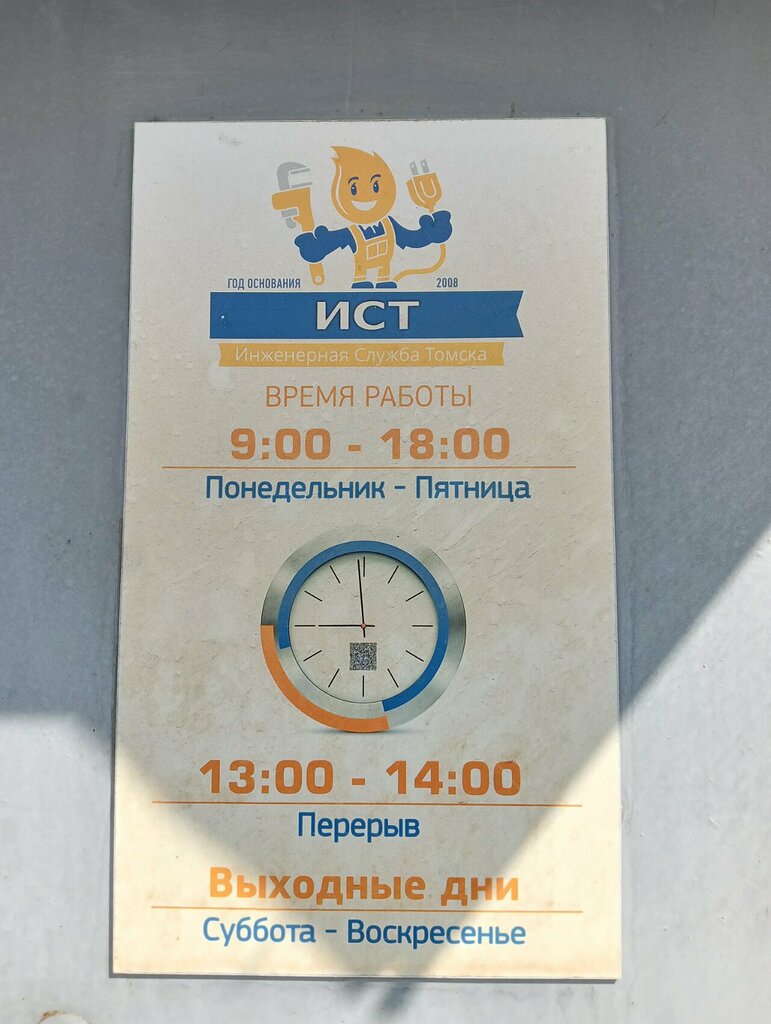 ГОД ОСНОВАНИЯ 2008
ИСТ
Инженерная Служба Томска
ВРЕМЯ РАБОТЫ
9:00 - 18:00
Понедельник - Пятница
13:00 - 14:00
Перерыв
Выходные дни
Суббота - Воскресенье